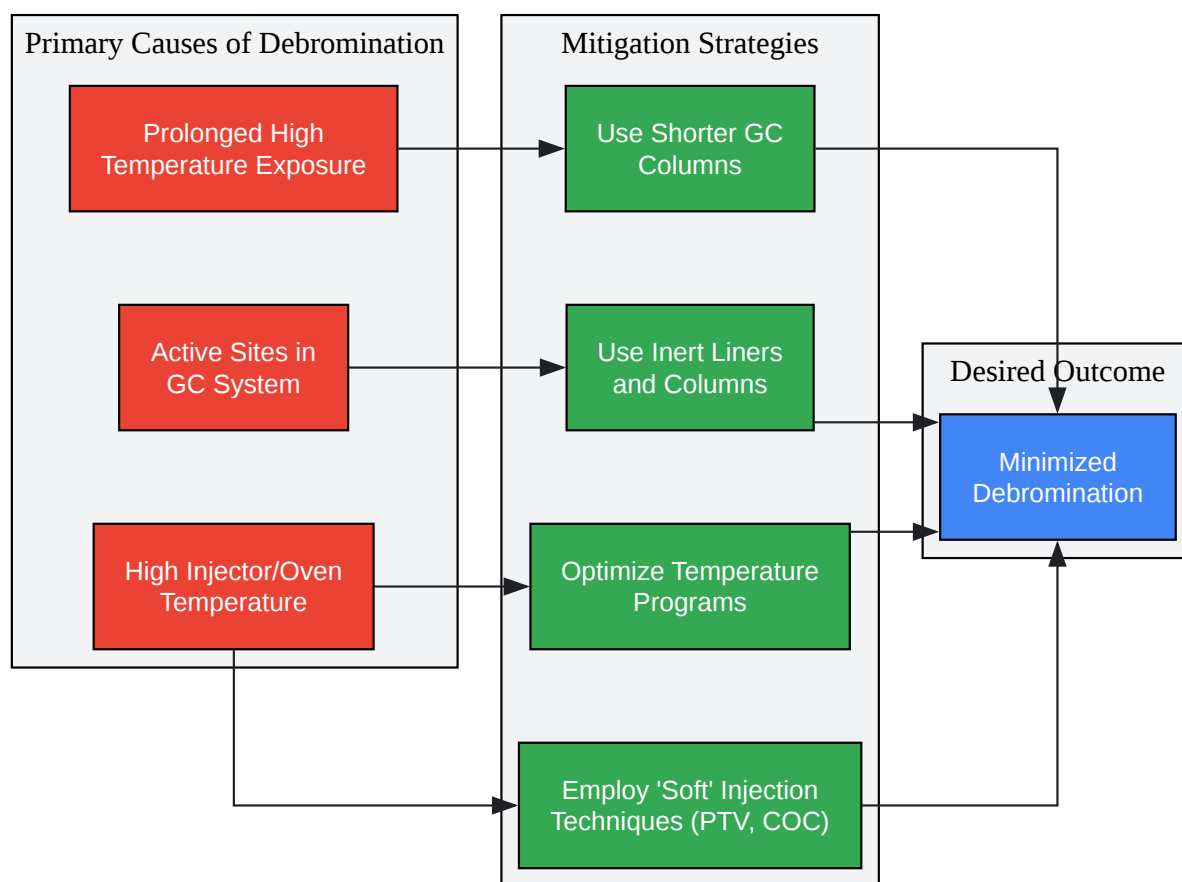 Primary Causes of Debromination
Prolonged High
Temperature Exposure
Active Sites in
GC System
High Injector/Oven
Temperature
Mitigation Strategies
Use Shorter GC
Columns
Use Inert Liners
and Columns
Optimize Temperature
Programs
Employ 'Soft' Injection
Techniques (PTV, COC)
Desired Outcome
Minimized
Debromination